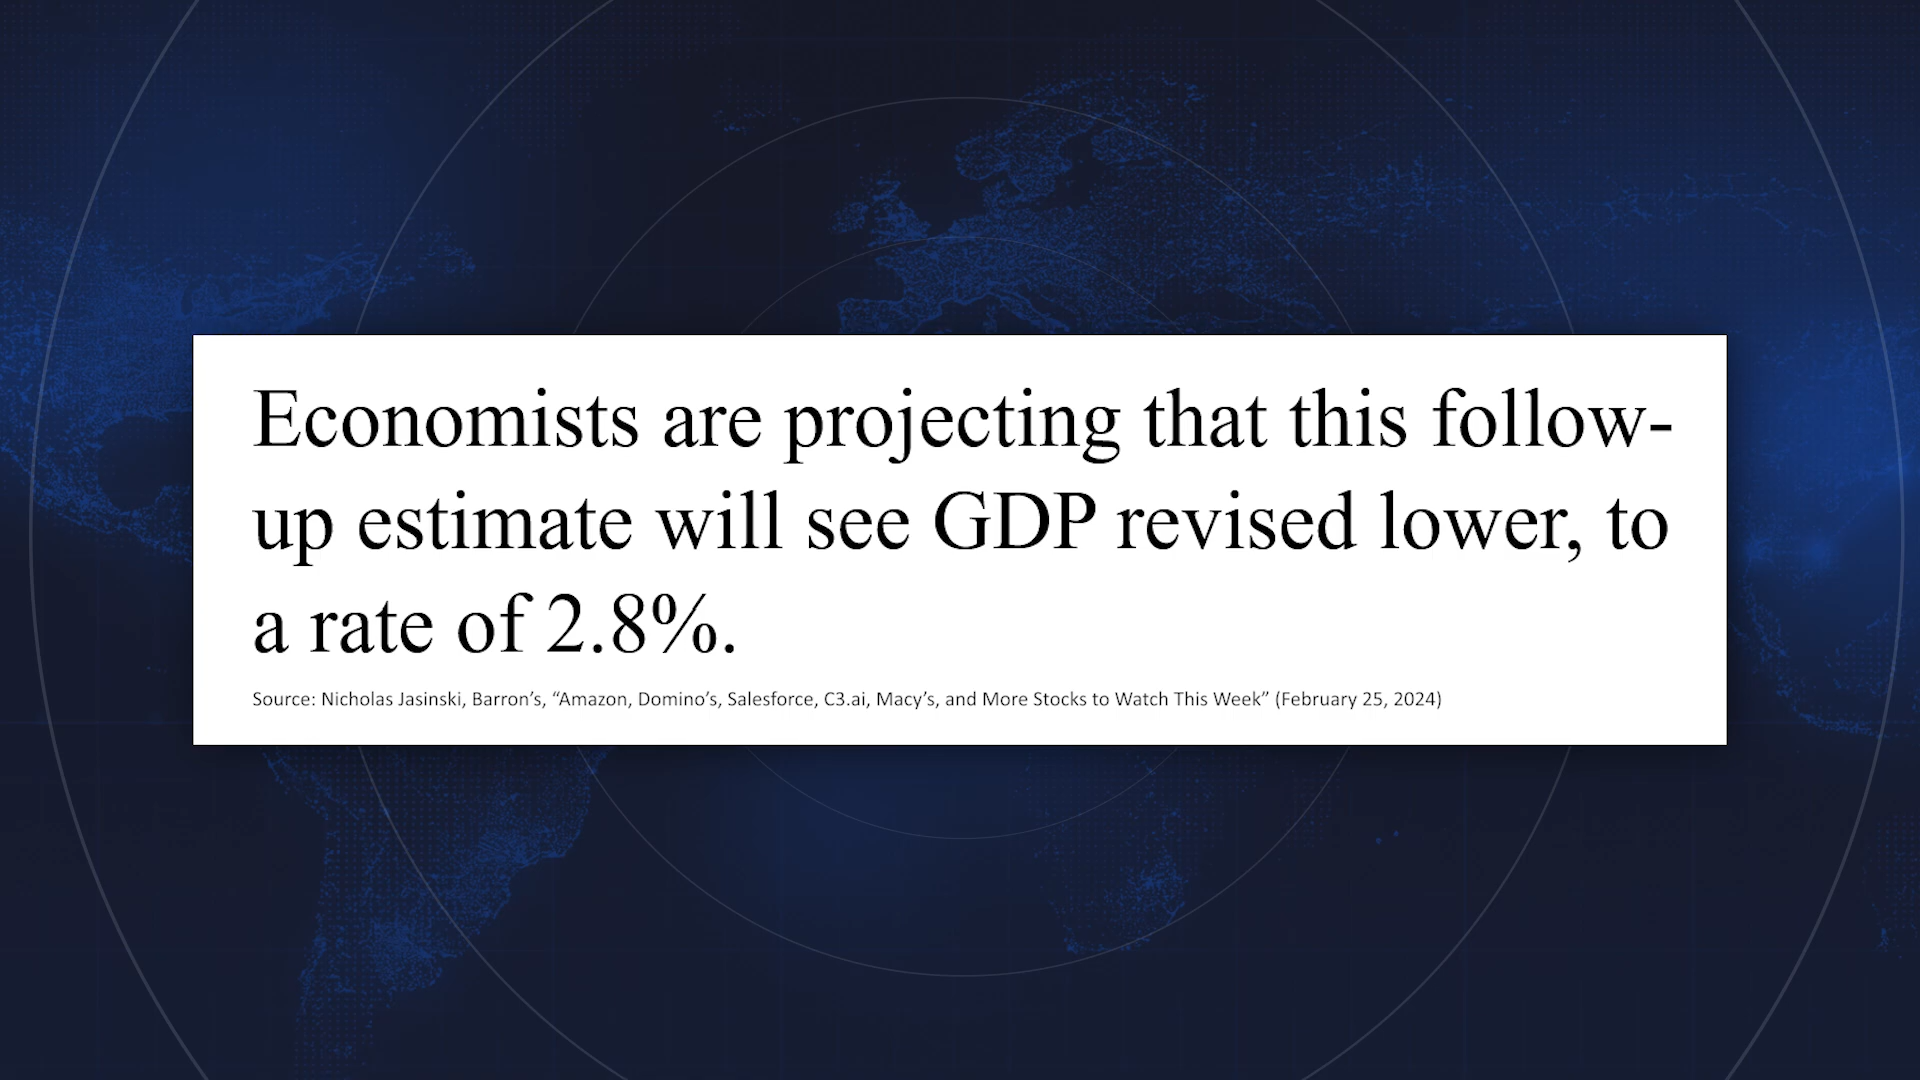 Economists are projecting that this follow-
up estimate will see GDP revised lower, to
a rate of 2.8%.
Source: Nicholas Jasinski, Barron’s, “Amazon, Domino’s, Salesforce, C3.ai, Macy’s, and More Stocks to Watch This Week” (February 25, 2024)